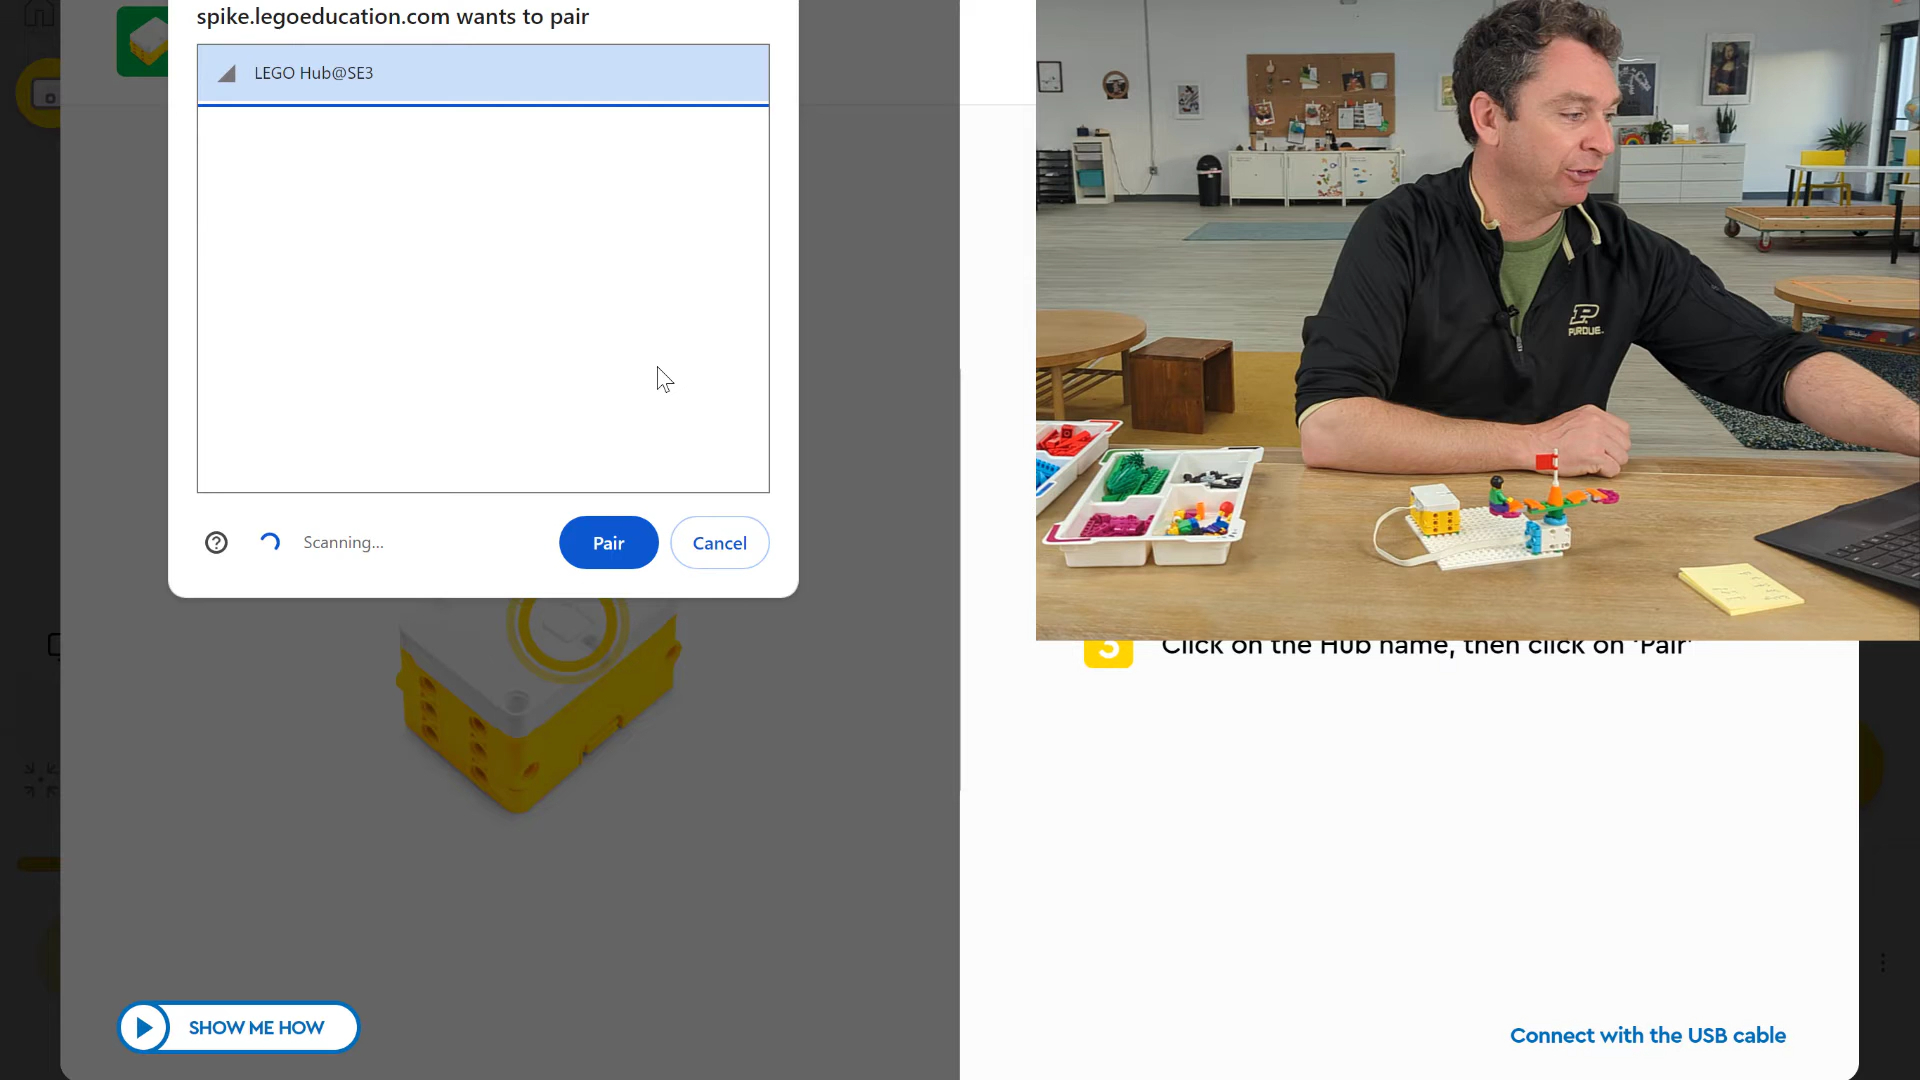 spike.legoeducation.com wants to pair
LEGO Hub@SE3
Scanning...
Pair
Cancel
P
PURDUE
3
Click on the Hub name, then click on 'Pair'
SHOW ME HOW
Connect with the USB cable